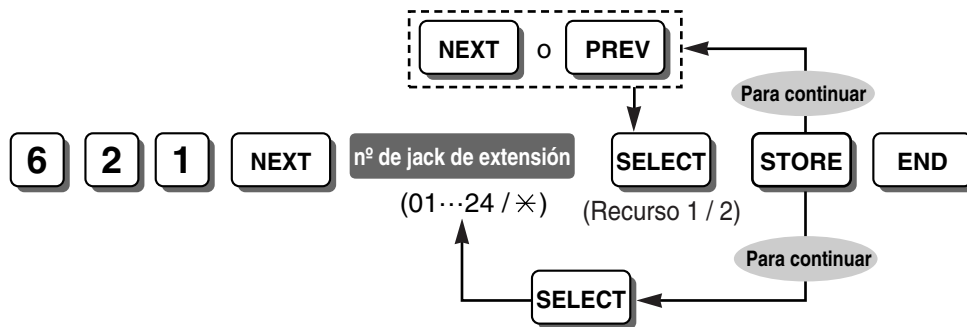 NEXT o PREV
Para continuar
6 2 1 NEXT nº de jack de extensión SELECT STORE END
(01···24 / ✳) (Recurso 1 / 2)
Para continuar
SELECT